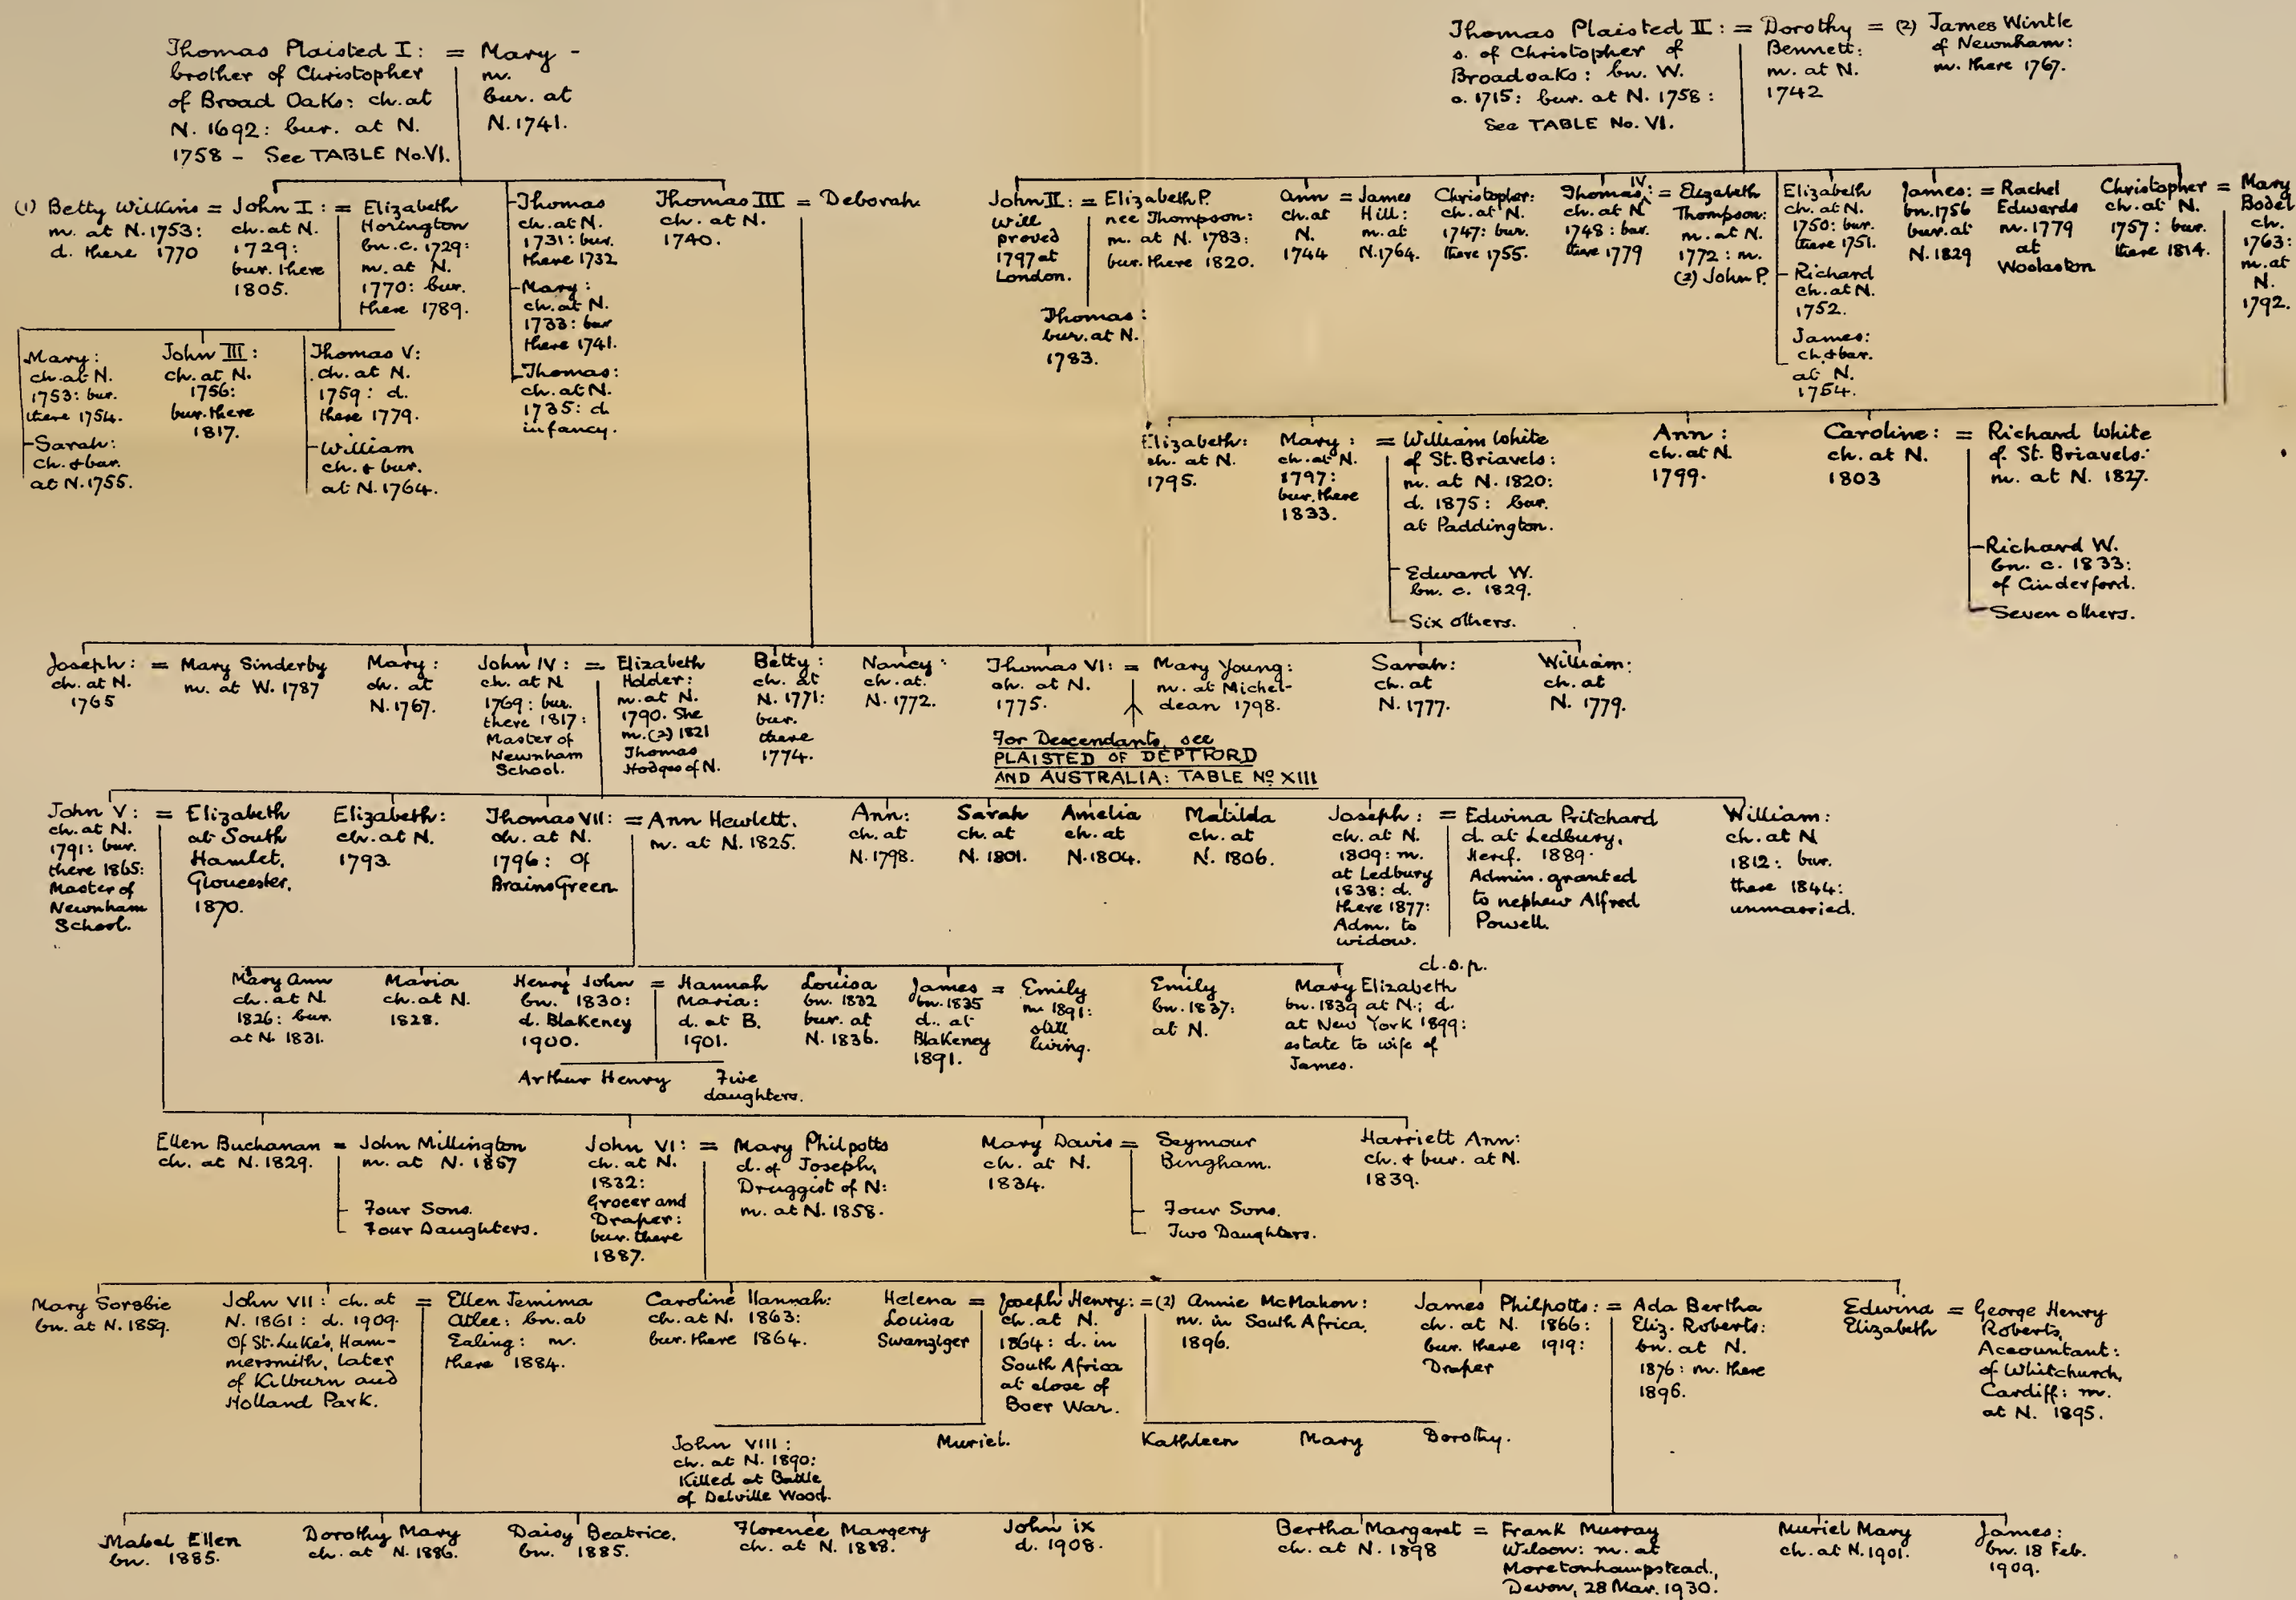 Thomas Plaisted I: = Mary -
brother of Christopher
of Broad Oaks: ch. at
N. 1692: bur. at N.
1758 - See TABLE No.VI.
m.
bur. at
N. 1741.
Thomas Plaisted II: = Dorothy = (2) James Wintle
s. of Christopher of
Broadoaks: bn. W.
c. 1715: bur. at N. 1758:
See TABLE No. VI.
Bennett:
m. at N.
1742
of Newnham:
m. there 1767.
(1) Betty Wilkins = John I: = Elizabeth
m. at N. 1753:
d. there 1770
ch. at N.
1729:
bur. there
1805.
Horington
bn. c. 1729:
m. at N.
1770: bur.
there 1789.
Thomas
ch. at N.
1731: bur.
there 1732
Mary:
ch. at N.
1733: bur
there 1741.
Thomas:
ch. at N.
1735: d.
infancy.
Thomas III = Deborah
ch. at N.
1740.
John II: = Elizabeth P.
Will
proved
1797 at
London.
nee Thompson:
m. at N. 1783:
bur. there 1820.
Thomas:
bur. at N.
1783.
Ann = James
ch. at
N.
1744
Hill:
m. at
N. 1764.
Christopher:
ch. at N.
1747: bur.
there 1755.
Thomas IV: = Elizabeth
ch. at N
1748: bur.
there 1779
Thompson:
m. at N.
1772: m.
(2) John P.
Elizabeth
ch. at N.
1750: bur.
there 1751.
Richard
ch. at N.
1752.
James:
ch. & bur.
at N.
1754.
James: = Rachel
bn. 1756
bur. at
N. 1829
Edwards
m. 1779
at
Woolaston
Christopher = Mary
ch. at N.
1757: bur.
there 1814.
Bodel
ch.
1763:
m. at
N.
1792.
Mary:
ch. at N.
1753: bur.
there 1754.
Sarah:
ch. & bur.
at N. 1755.
John III:
ch. at N.
1756:
bur. there
1817.
Thomas V:
ch. at N.
1759: d.
there 1779.
William
ch. & bur.
at N. 1764.
Elizabeth:
ch. at N.
1795.
Mary: = William White
ch. at N.
1797:
bur. there
1833.
of St. Briavels:
m. at N. 1820:
d. 1875: bur.
at Paddington.
Edward W.
bn. c. 1829.
Six others.
Ann:
ch. at N.
1799.
Caroline: = Richard White
ch. at N.
1803
of St. Briavels:
m. at N. 1827.
Richard W.
bn. c. 1833:
of Cinderford.
Seven others.
Joseph: = Mary Sinderby
ch. at N.
1765
m. at W. 1787
Mary:
ch. at
N. 1767.
John IV: = Elizabeth
ch. at N
1769: bur.
there 1817:
Master of
Newnham
School.
Holder:
m. at N.
1790. She
m. (2) 1821
Thomas
Hodges of N.
Betty:
ch. at
N. 1771:
bur.
there
1774.
Nancy:
ch. at
N. 1772.
Thomas VI: = Mary Young:
ch. at N.
1775.
m. at Michel-
dean 1798.
For Descendants, see
PLAISTED OF DEPTFORD
AND AUSTRALIA: TABLE No XIII
Sarah:
ch. at
N. 1777.
William:
ch. at
N. 1779.
John V: = Elizabeth
ch. at N.
1791: bur.
there 1865:
Master of
Newnham
School.
at South
Hamlet,
Gloucester,
1870.
Elizabeth:
ch. at N.
1793.
Thomas VII: = Ann Hewlett.
ch. at N.
1796: of
Brains Green
m. at N. 1825.
Ann:
ch. at
N. 1798.
Sarah
ch. at
N. 1801.
Amelia
ch. at
N. 1804.
Matilda
ch. at
N. 1806.
Joseph: = Edwina Pritchard
ch. at N.
1809: m.
at Ledbury
1838: d.
there 1877:
Adm. to
widow.
d. at Ledbury,
Heref. 1889.
Admin. granted
to nephew Alfred
Powell.
d.s.p.
William:
ch. at N
1812: bur.
there 1844:
unmarried.
Mary Ann
ch. at N.
1826: bur.
at N. 1831.
Maria
ch. at N.
1828.
Henry John = Hannah
bn. 1830:
d. Blakeney
1900.
Maria:
d. at B.
1901.
Louisa
bn. 1832
bur. at
N. 1836.
James = Emily
bn. 1835
d. at
Blakeney
1891.
m. 1891:
still
living.
Emily
bn. 1837:
at N.
Mary Elizabeth
bn. 1839 at N.; d.
at New York 1899:
estate to wife of
James.
Arthur Henry
Five
daughters.
Ellen Buchanan = John Millington
ch. at N. 1829.
m. at N. 1857
Four Sons.
Four Daughters.
John VI: = Mary Philpotts
ch. at N.
1832:
Grocer and
Draper:
bur. there
1887.
d. of Joseph,
Druggist of N:
m. at N. 1858.
Mary Davis = Seymour
ch. at N.
1834.
Bingham.
Four Sons.
Two Daughters.
Harriett Ann:
ch. & bur. at N.
1839.
Mary Sorsbie
bn. at N. 1859.
John VII: ch. at = Ellen Jemima
N. 1861: d. 1909.
Of St. Luke's, Ham-
mersmith, later
of Kilburn and
Holland Park.
Atlee: bn. at
Ealing: m.
there 1884.
Caroline Hannah:
ch. at N. 1863:
bur. there 1864.
Helena = Joseph Henry: = (2) Annie McMahon:
Louisa
Swanziger
ch. at N.
1864: d. in
South Africa
at close of
Boer War.
m. in South Africa,
1896.
James Philpotts: = Ada Bertha
ch. at N. 1866:
bur. there 1919:
Draper
Eliz. Roberts:
bn. at N.
1876: m. there
1896.
Edwina = George Henry
Elizabeth
Roberts,
Accountant:
of Whitchurch,
Cardiff: m.
at N. 1895.
John VIII:
ch. at N. 1890:
Killed at Battle
of Delville Wood.
Muriel.
Kathleen
Mary
Dorothy.
Mabel Ellen
bn. 1885.
Dorothy Mary
ch. at N. 1886.
Daisy Beatrice.
bn. 1885.
Florence Margery
ch. at N. 1888.
John ix
d. 1908.
Bertha Margaret = Frank Murray
ch. at N. 1898
Wilson: m. at
Moretonhampstead,
Devon, 28 Mar. 1930.
Muriel Mary
ch. at N. 1901.
James:
bn. 18 Feb.
1909.